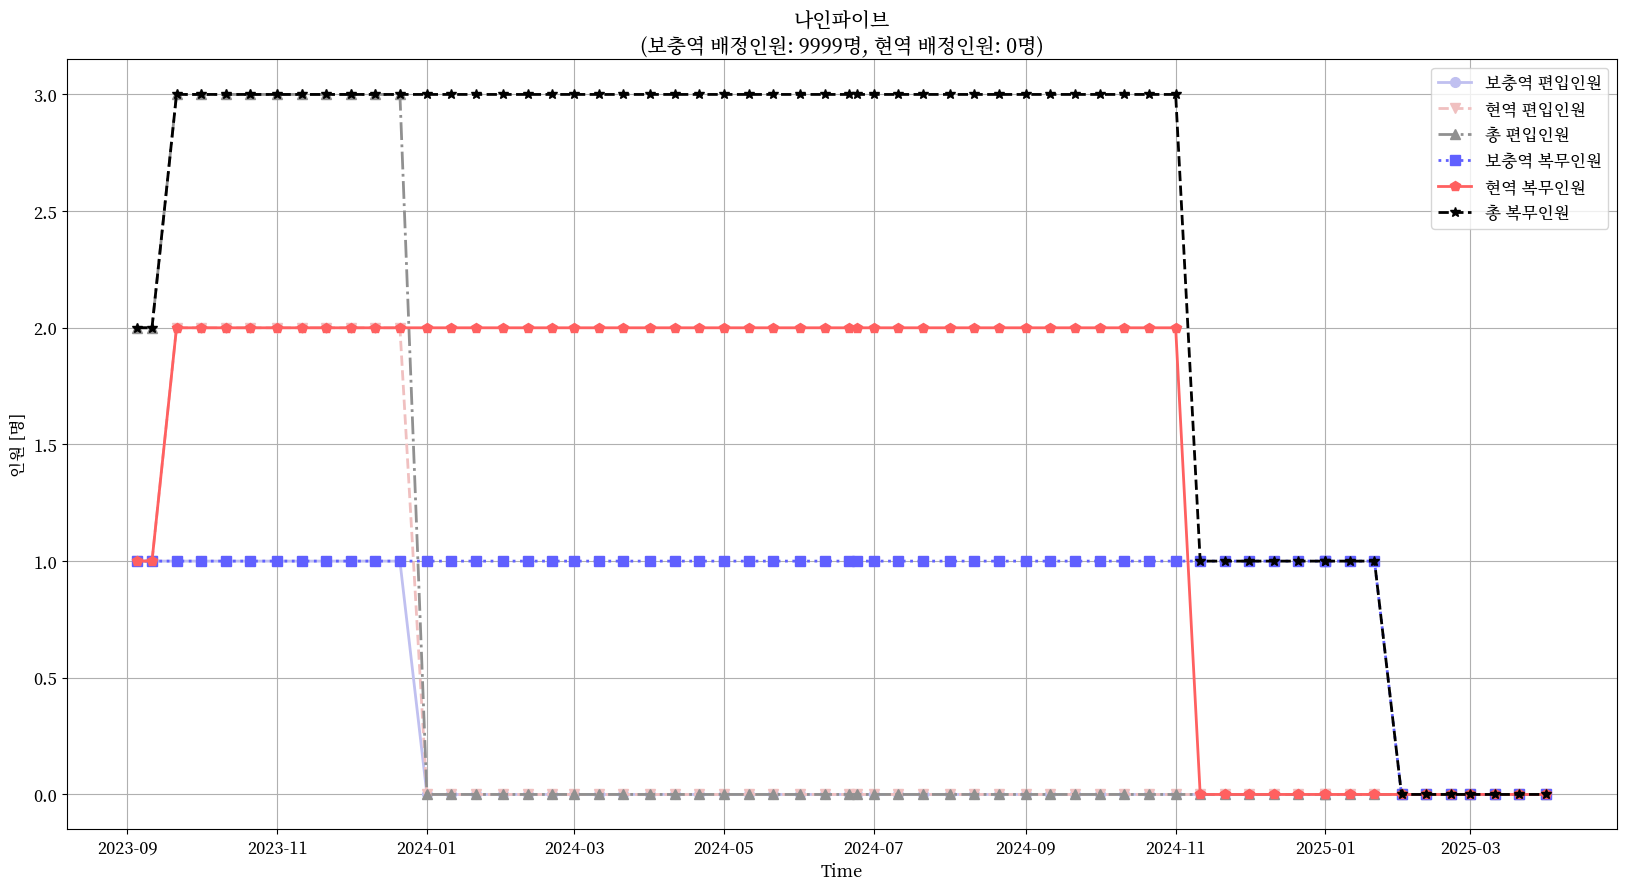 나인파이브
(보충역 배정인원: 9999명, 현역 배정인원: 0명)
보충역 편입인원
현역 편입인원
총 편입인원
보충역 복무인원
현역 복무인원
총 복무인원
3.0
2.5
2.0
1.5
1.0
0.5
0.0
인원 [명]
2023-09
2023-11
2024-01
2024-03
2024-05
2024-07
2024-09
2024-11
2025-01
2025-03
Time